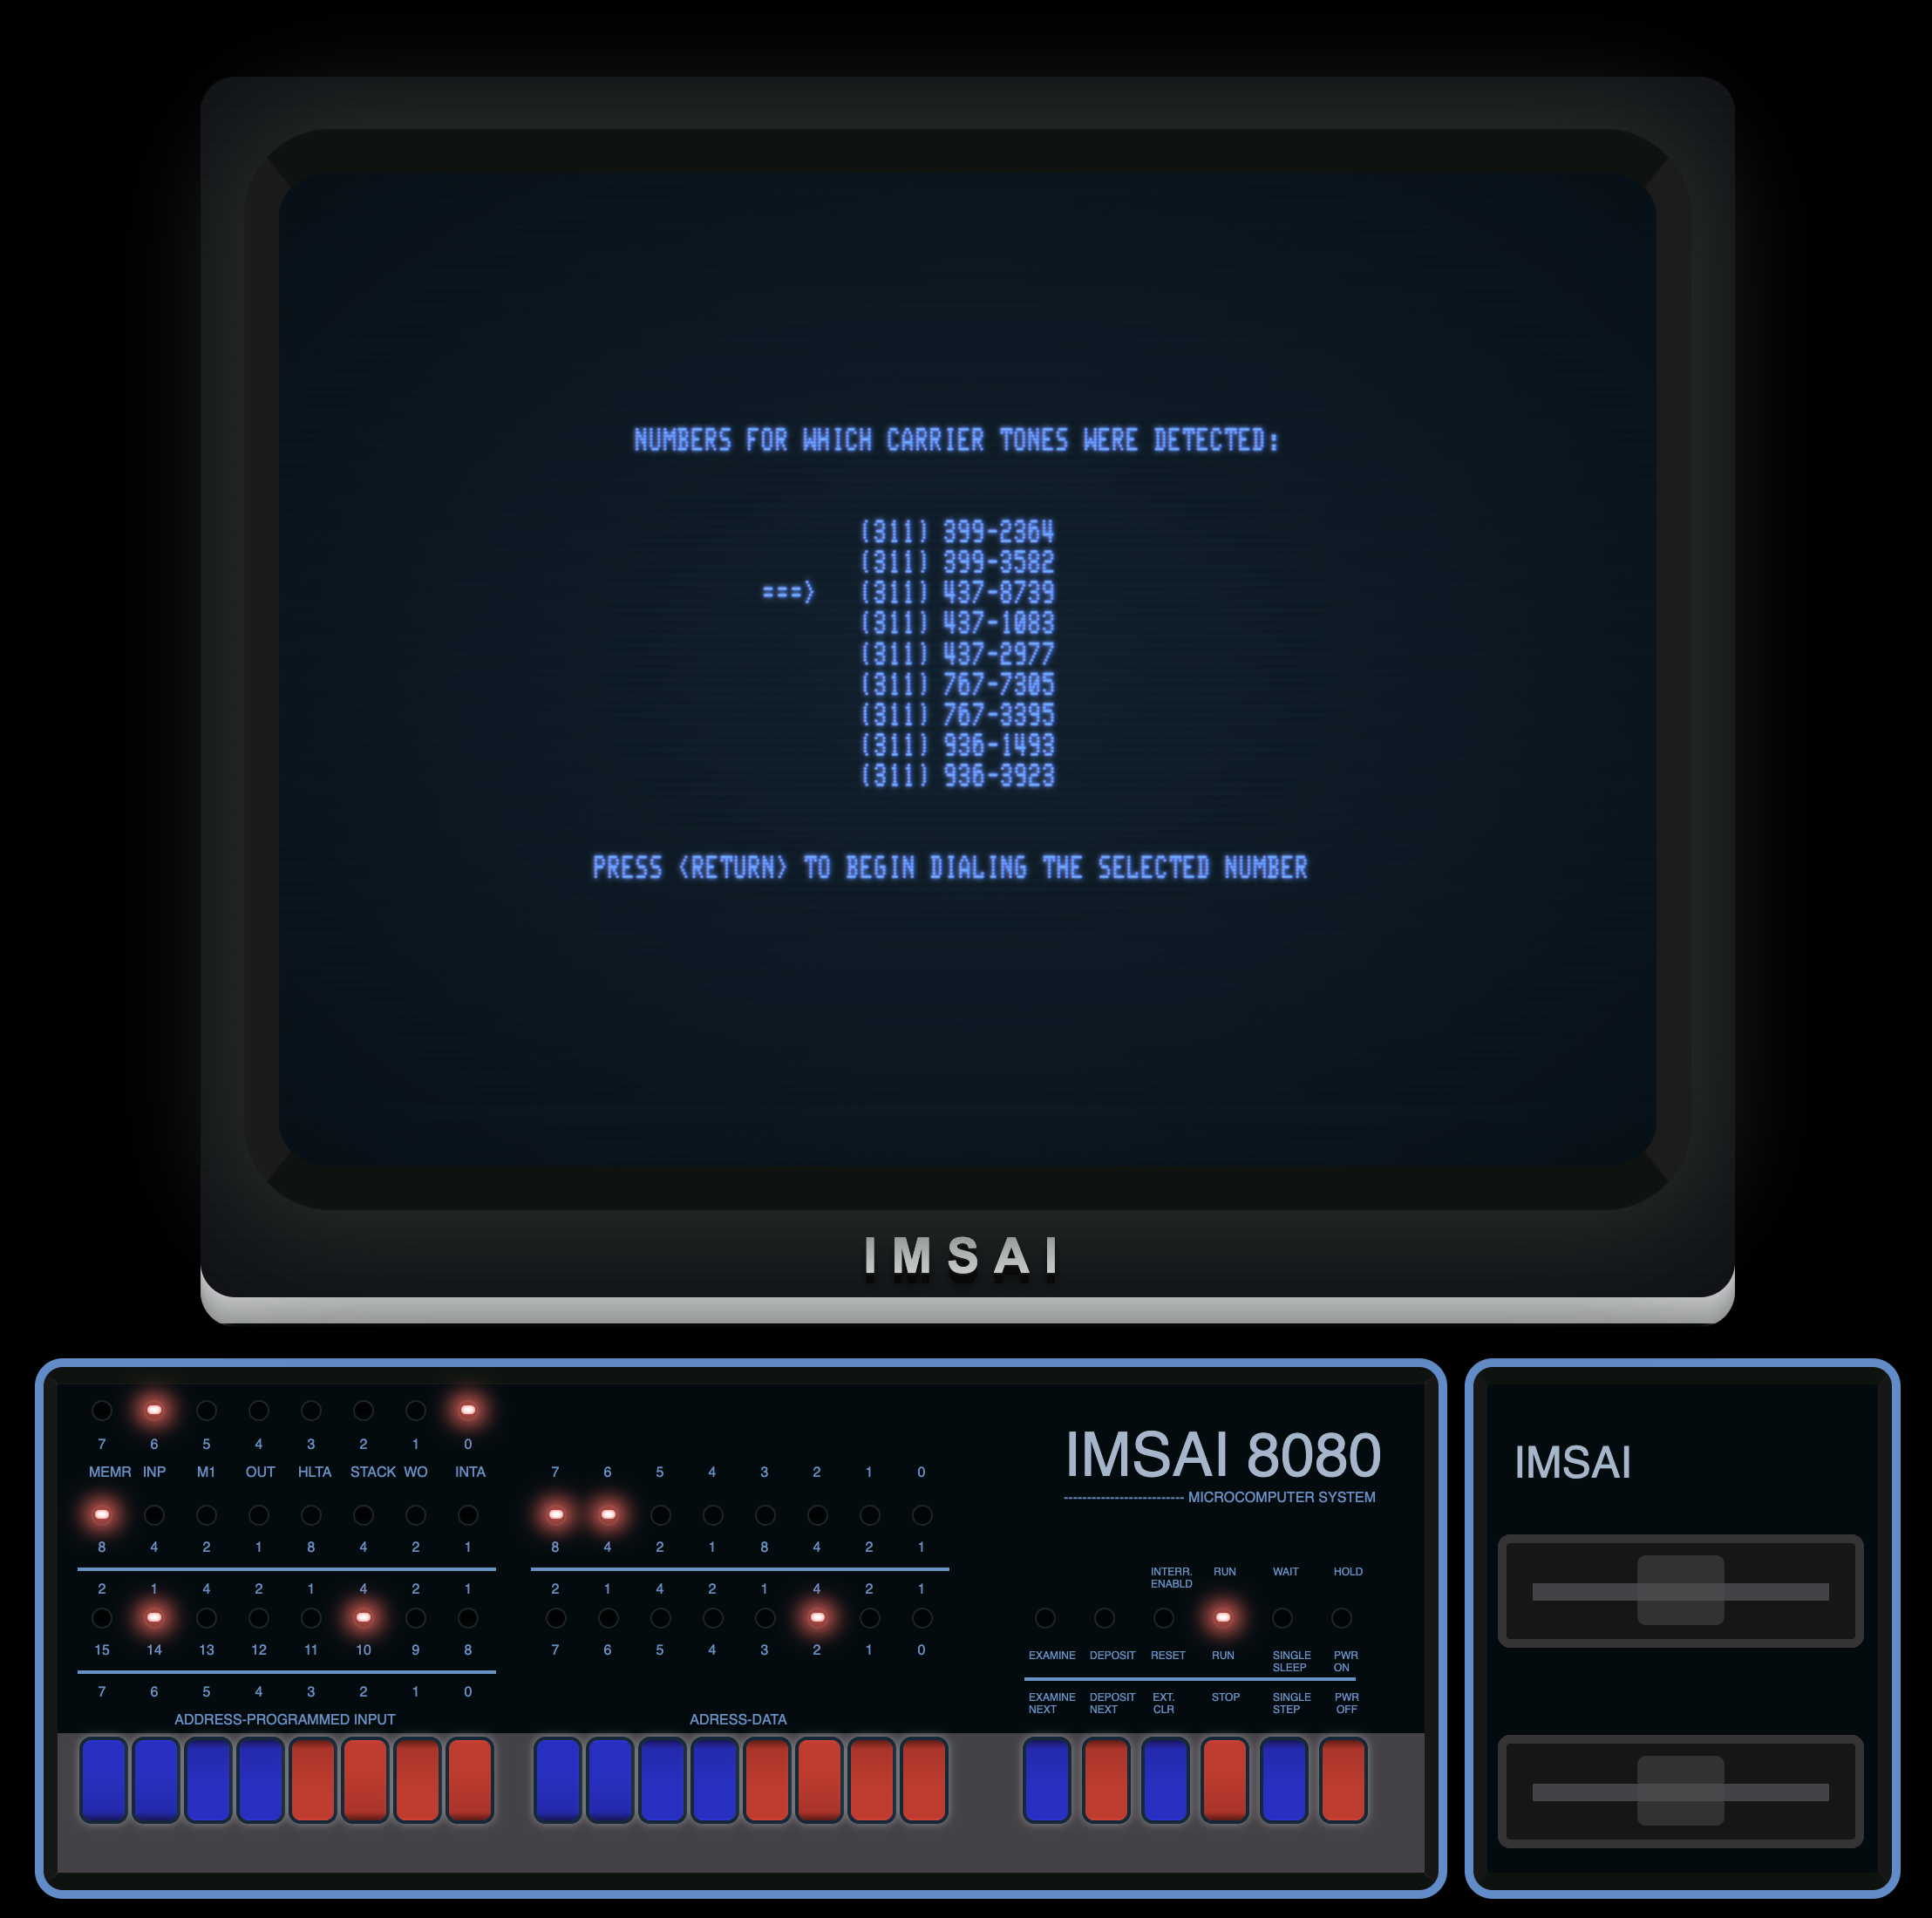 NUMBERS FOR WHICH CARRIER TONES WERE DETECTED:
(311) 399-2364
(311) 399-3582
===> (311) 437-8739
(311) 437-1083
(311) 437-2977
(311) 767-7305
(311) 767-3395
(311) 936-1493
(311) 936-3923
PRESS <RETURN> TO BEGIN DIALING THE SELECTED NUMBER
IMSAI
7 6 5 4 3 2 1 0
MEMR INP M1 OUT HLTA STACK WO INTA
8 4 2 1 8 4 2 1
2 1 4 2 1 4 2 1
15 14 13 12 11 10 9 8
7 6 5 4 3 2 1 0
ADDRESS-PROGRAMMED INPUT
7 6 5 4 3 2 1 0
8 4 2 1 8 4 2 1
2 1 4 2 1 4 2 1
7 6 5 4 3 2 1 0
ADRESS-DATA
IMSAI 8080
-------------------------- MICROCOMPUTER SYSTEM
INTERR. RUN WAIT HOLD
ENABLD
EXAMINE DEPOSIT RESET RUN SINGLE PWR
SLEEP ON
EXAMINE DEPOSIT EXT. STOP SINGLE PWR
NEXT NEXT CLR STEP OFF
IMSAI